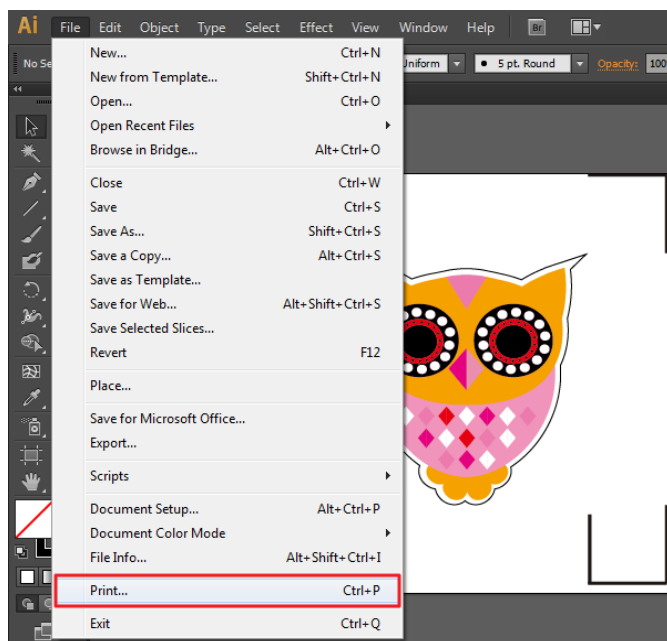 Ai File Edit Object Type Select Effect View Window Help Br
No Se
Uniform 5 pt. Round Opacity: 100
New... Ctrl+N
New from Template... Shift+Ctrl+N
Open... Ctrl+O
Open Recent Files
Browse in Bridge... Alt+Ctrl+O
Close Ctrl+W
Save Ctrl+S
Save As... Shift+Ctrl+S
Save a Copy... Alt+Ctrl+S
Save as Template...
Save for Web... Alt+Shift+Ctrl+S
Save Selected Slices...
Revert F12
Place...
Save for Microsoft Office...
Export...
Scripts
Document Setup... Alt+Ctrl+P
Document Color Mode
File Info... Alt+Shift+Ctrl+I
Print... Ctrl+P
Exit Ctrl+Q